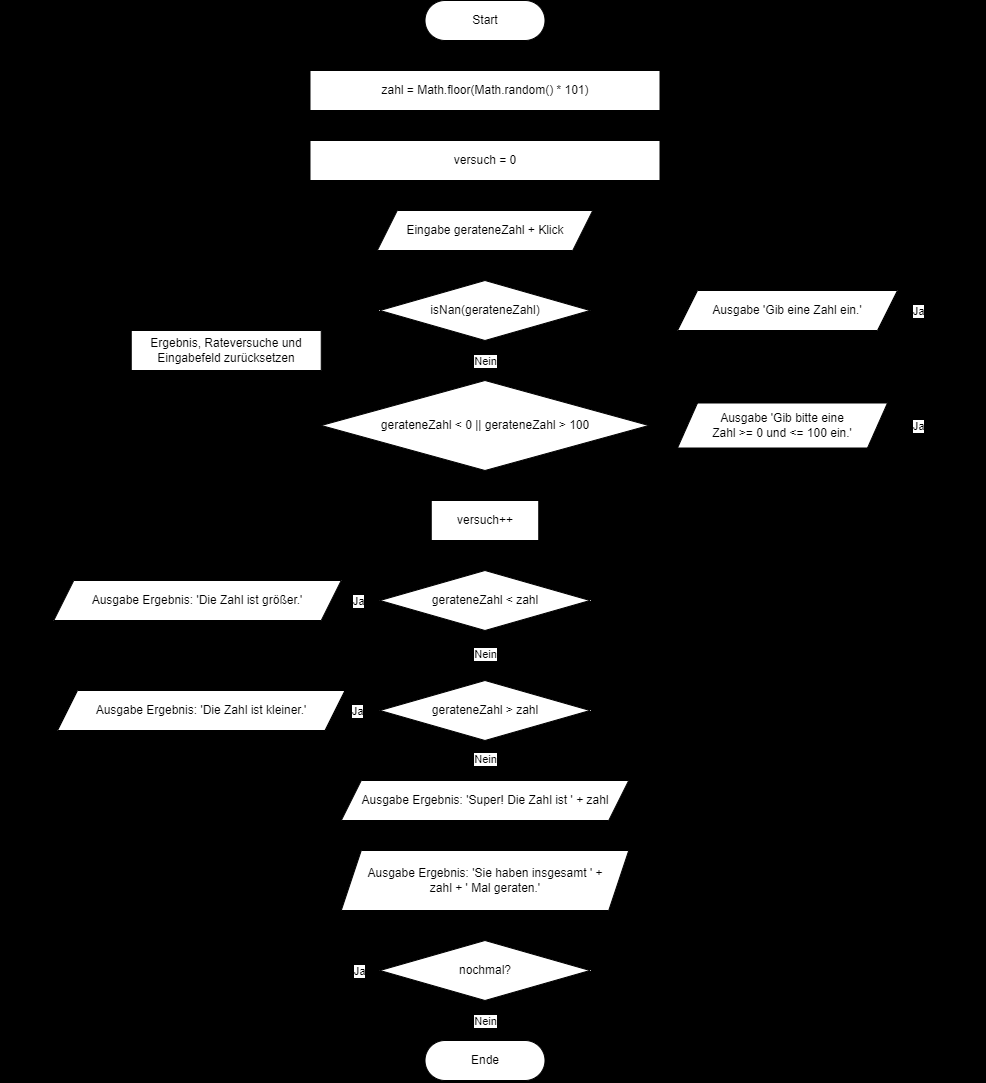 Start
zahl = Math.floor(Math.random() * 101)
versuch = 0
Eingabe gerateneZahl + Klick
isNan(gerateneZahl)
Ausgabe 'Gib eine Zahl ein.'
Ja
Ergebnis, Rateversuche und
Eingabefeld zurücksetzen
Nein
gerateneZahl < 0 || gerateneZahl > 100
Ausgabe 'Gib bitte eine
Zahl >= 0 und <= 100 ein.'
Ja
versuch++
Ausgabe Ergebnis: 'Die Zahl ist größer.'
Ja
gerateneZahl < zahl
Nein
Ausgabe Ergebnis: 'Die Zahl ist kleiner.'
Ja
gerateneZahl > zahl
Nein
Ausgabe Ergebnis: 'Super! Die Zahl ist ' + zahl
Ausgabe Ergebnis: 'Sie haben insgesamt ' +
zahl + ' Mal geraten.'
Ja
nochmal?
Nein
Ende